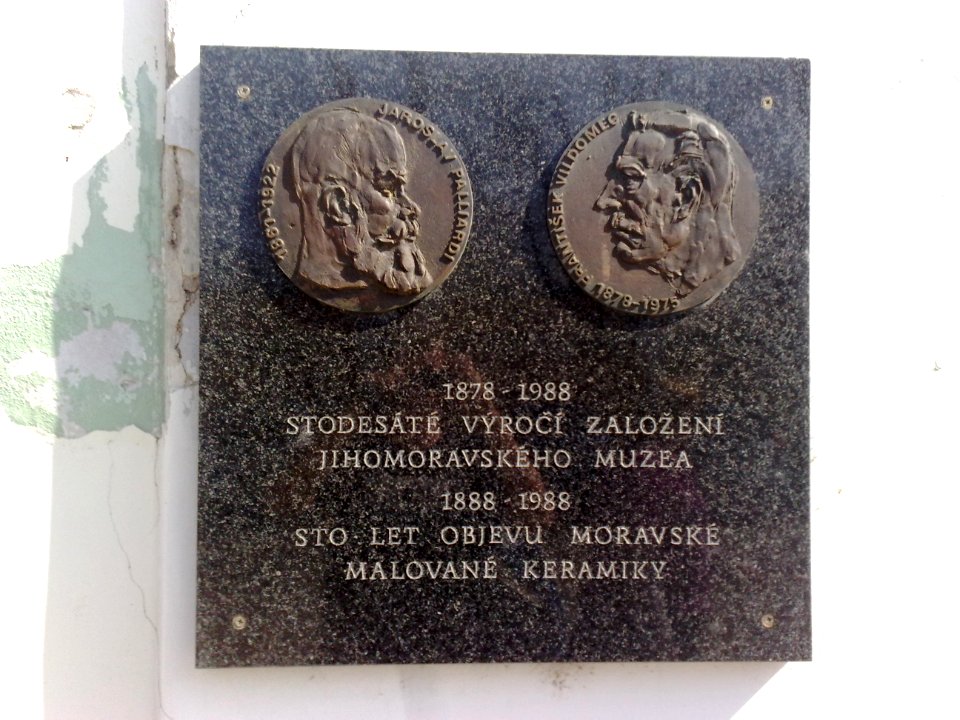 1861-1922
JAROSLAV PALLIARDI
FRANTIŠEK VILDOMEC
1878-1975
1878 - 1988
STODESÁTÉ VÝROČÍ ZALOŽENÍ
JIHOMORAVSKÉHO MUZEA
1888 - 1988
STO LET OBJEVU MORAVSKÉ
MALOVANÉ KERAMIKY